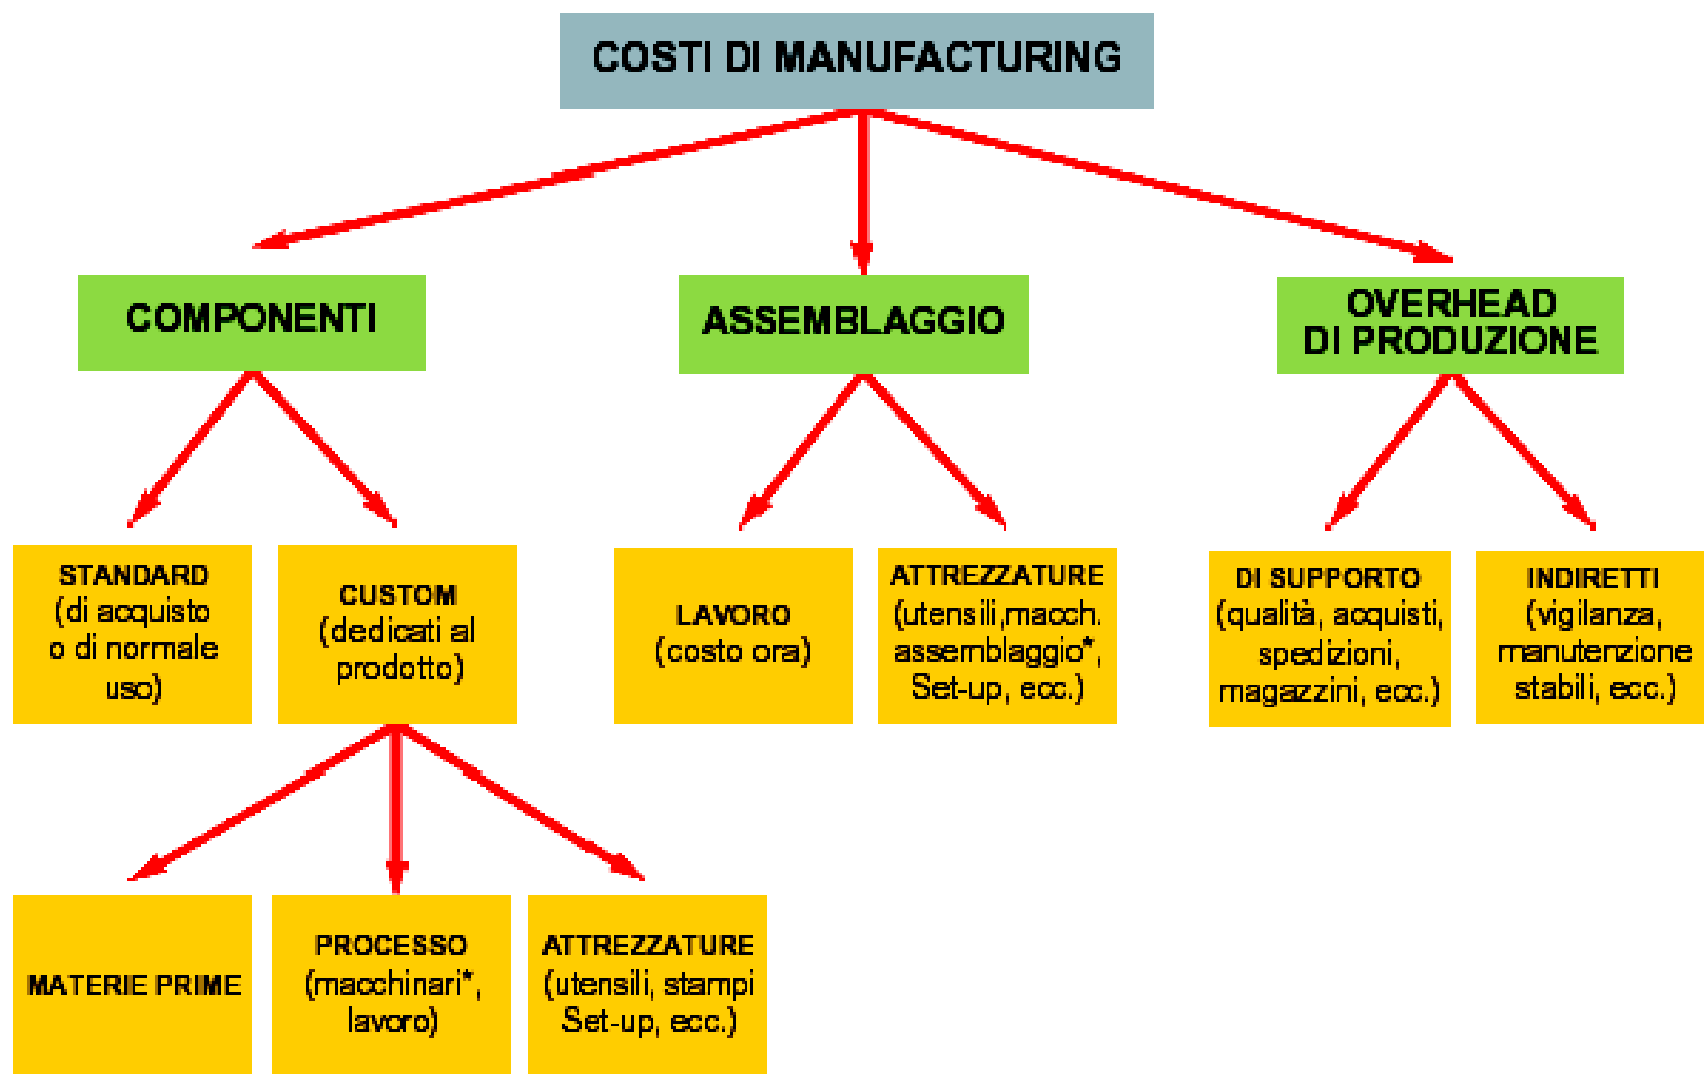 COSTI DI MANUFACTURING
COMPONENTI
ASSEMBLAGGIO
OVERHEAD
DI PRODUZIONE
STANDARD
(di acquisto
o di normale
uso)
CUSTOM
(dedicati al
prodotto)
LAVORO
(costo ora)
ATTREZZATURE
(utensili,macch.
assemblaggio*,
Set-up, ecc.)
DI SUPPORTO
(qualità, acquisti,
spedizioni,
magazzini, ecc.)
INDIRETTI
(vigilanza,
manutenzione
stabili, ecc.)
MATERIE PRIME
PROCESSO
(macchinari*,
lavoro)
ATTREZZATURE
(utensili, stampi
Set-up, ecc.)